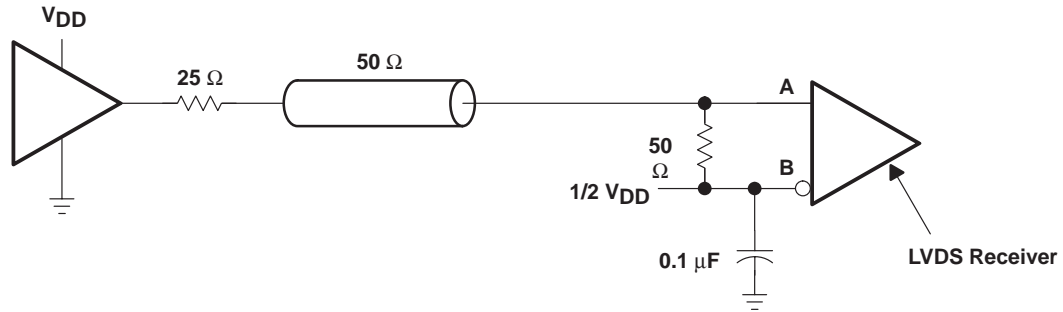 VDD
25 Ω
50 Ω
A
50
Ω
B
1/2 VDD
0.1 μF
LVDS Receiver